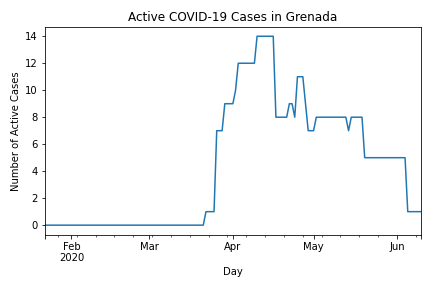 Active COVID-19 Cases in Grenada
Number of Active Cases
14
12
10
8
6
4
2
0
Feb
2020
Mar
Apr
May
Jun
Day